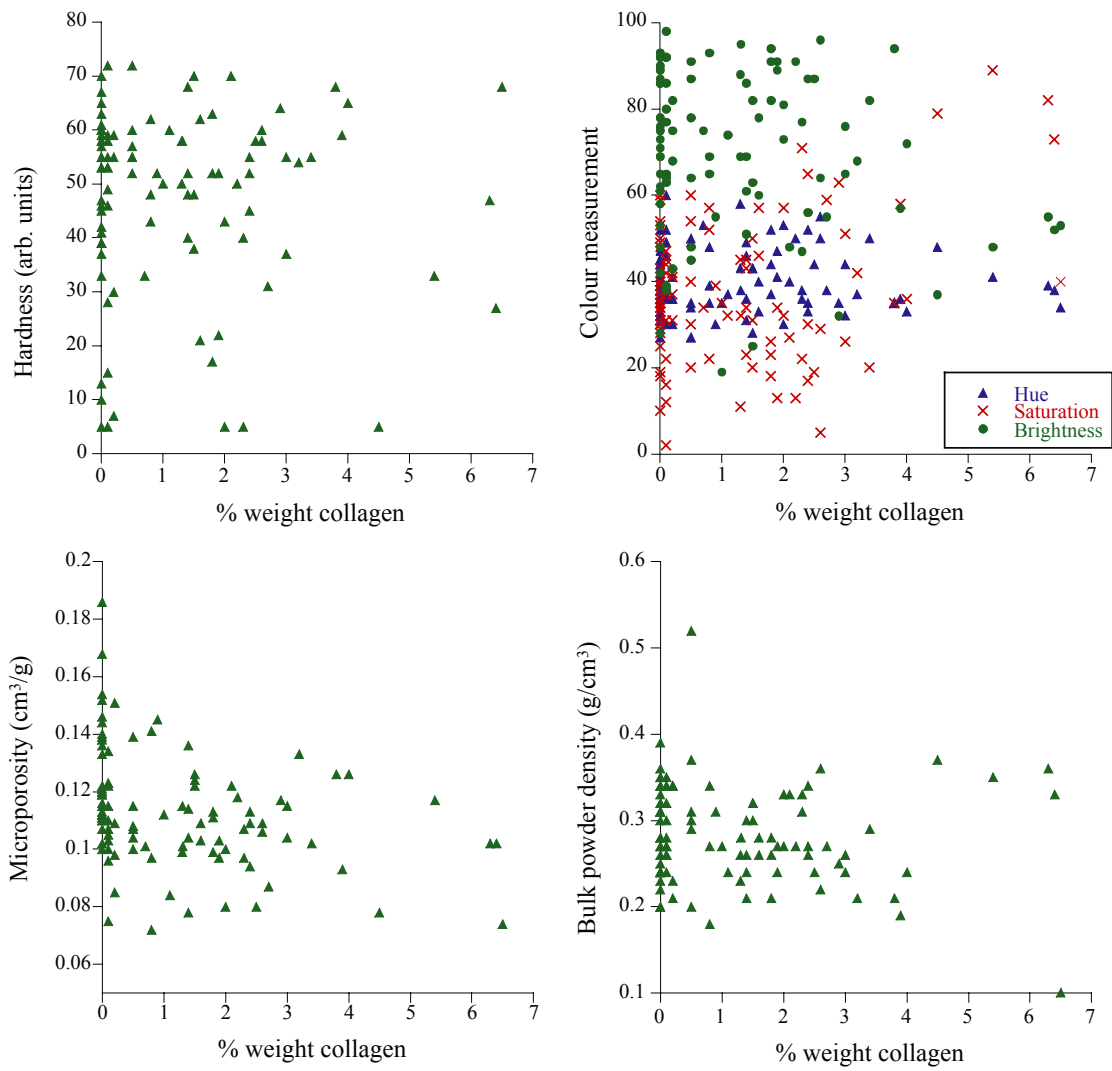 80
70
60
50
40
30
20
10
0
Hardness (arb. units)
0 1 2 3 4 5 6 7
% weight collagen
100
80
60
40
20
0
Colour measurement
Hue
Saturation
Brightness
0 1 2 3 4 5 6 7
% weight collagen
0.2
0.18
0.16
0.14
0.12
0.1
0.08
0.06
Microporosity (cm³/g)
0 1 2 3 4 5 6 7
% weight collagen
0.6
0.5
0.4
0.3
0.2
0.1
Bulk powder density (g/cm³)
0 1 2 3 4 5 6 7
% weight collagen